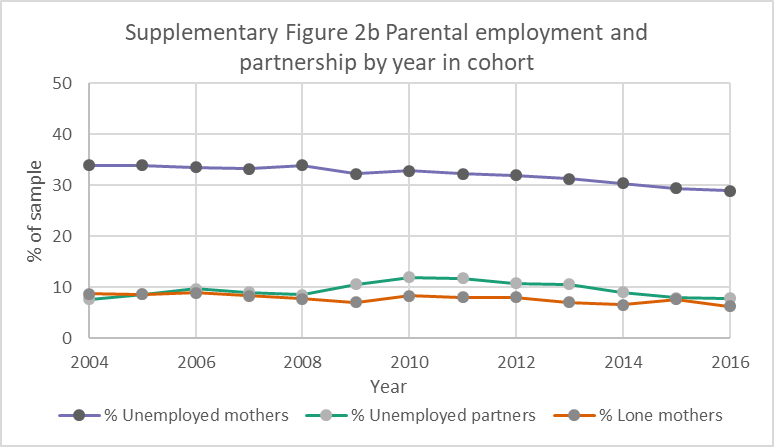 Supplementary Figure 2b Parental employment and
partnership by year in cohort
50
40
30
20
10
0
% of sample
2004 2006 2008 2010 2012 2014 2016
Year
% Unemployed mothers % Unemployed partners % Lone mothers